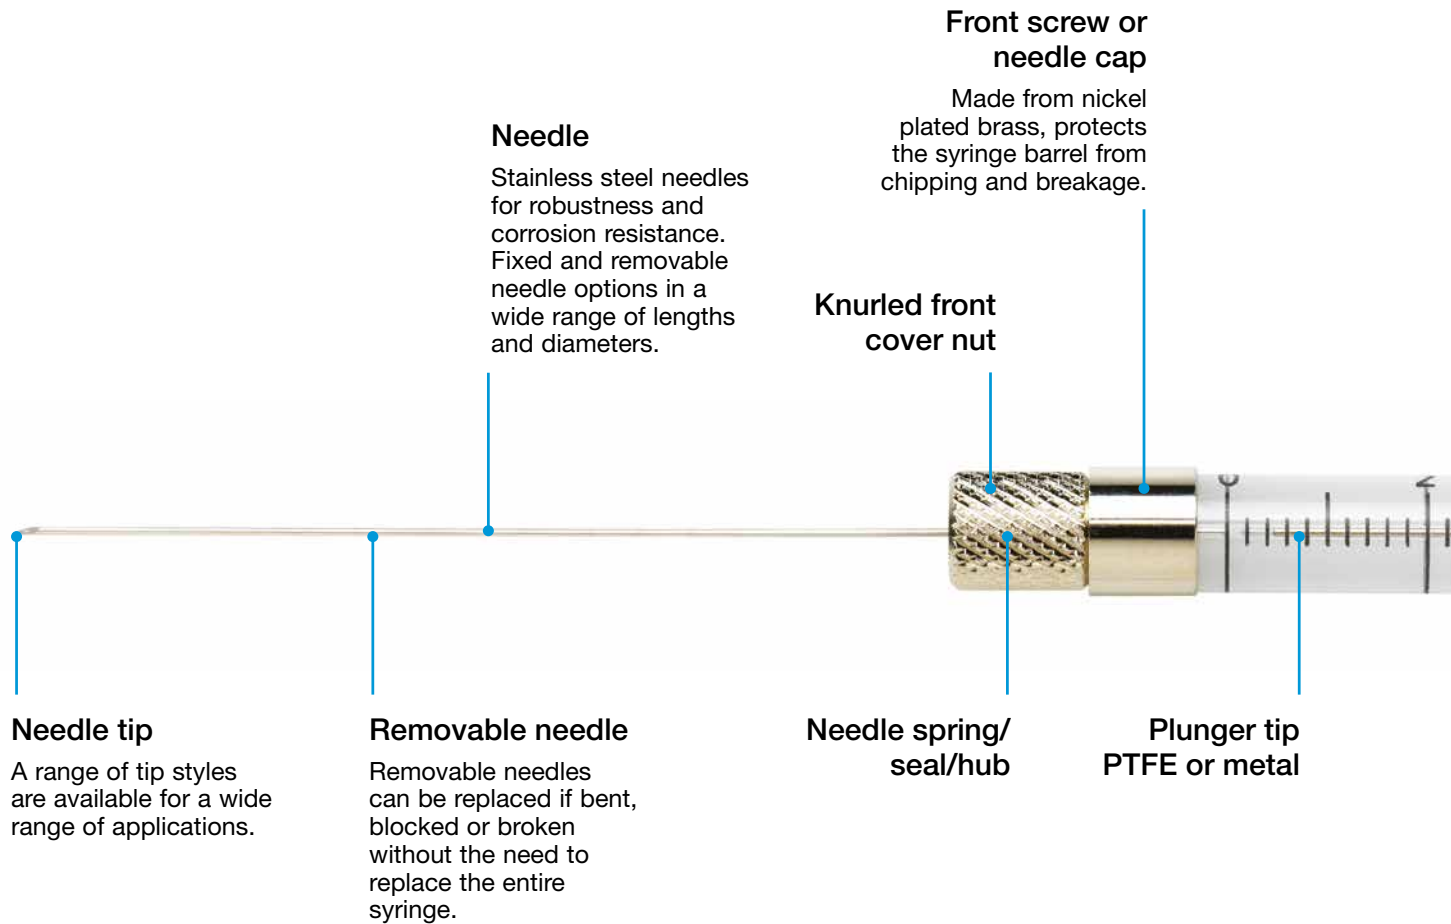 Front screw or
needle cap
Made from nickel
plated brass, protects
the syringe barrel from
chipping and breakage.
Needle
Stainless steel needles
for robustness and
corrosion resistance.
Fixed and removable
needle options in a
wide range of lengths
and diameters.
Knurled front
cover nut
0
Needle tip
A range of tip styles
are available for a wide
range of applications.
Removable needle
Removable needles
can be replaced if bent,
blocked or broken
without the need to
replace the entire
syringe.
Needle spring/
seal/hub
Plunger tip
PTFE or metal